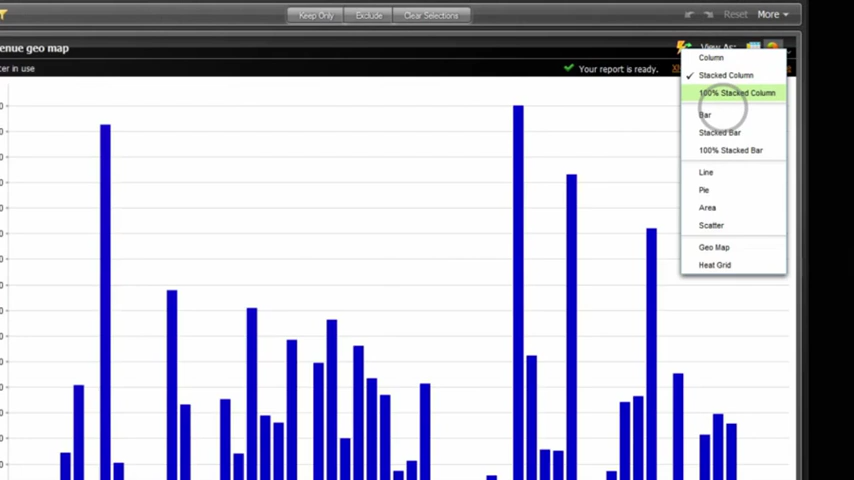 Keep Only Exclude Clear Selections Reset More
enue geo map View As:
ter in use Your report is ready.
Column
Stacked Column
100% Stacked Column
Bar
Stacked Bar
100% Stacked Bar
Line
Pie
Area
Scatter
Geo Map
Heat Grid